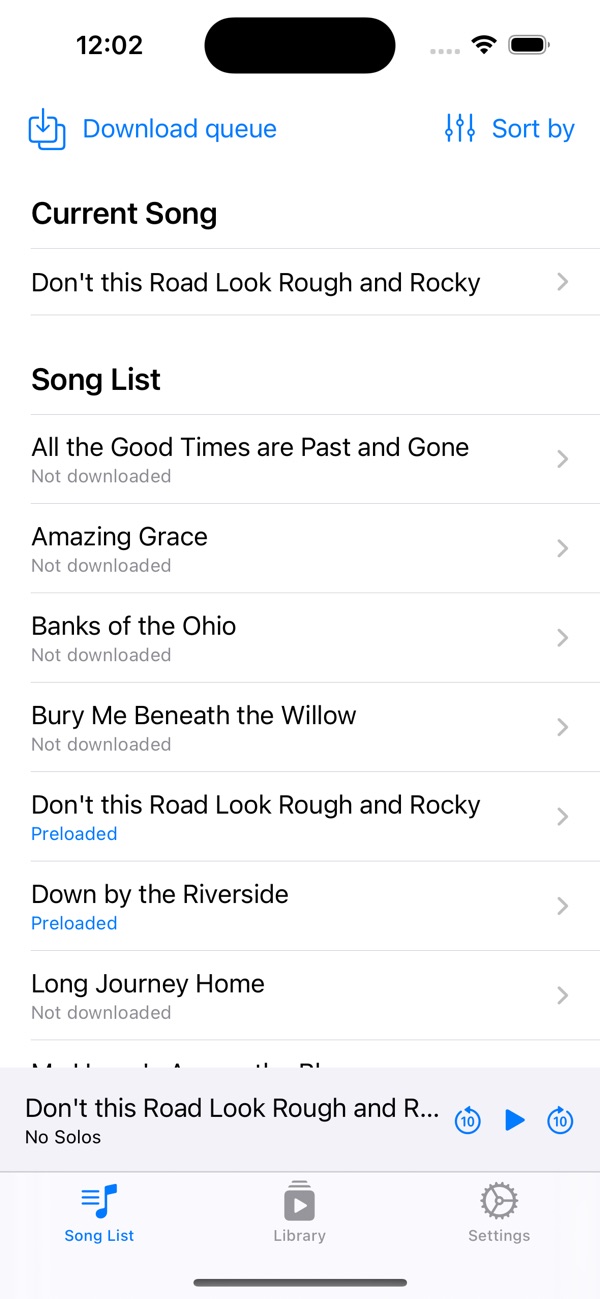 12:02
Download queue
Sort by
Current Song
Don't this Road Look Rough and Rocky
Song List
All the Good Times are Past and Gone
Not downloaded
Amazing Grace
Not downloaded
Banks of the Ohio
Not downloaded
Bury Me Beneath the Willow
Not downloaded
Don't this Road Look Rough and Rocky
Preloaded
Down by the Riverside
Preloaded
Long Journey Home
Not downloaded
Don't this Road Look Rough and R...
No Solos
10
10
Song List
Library
Settings